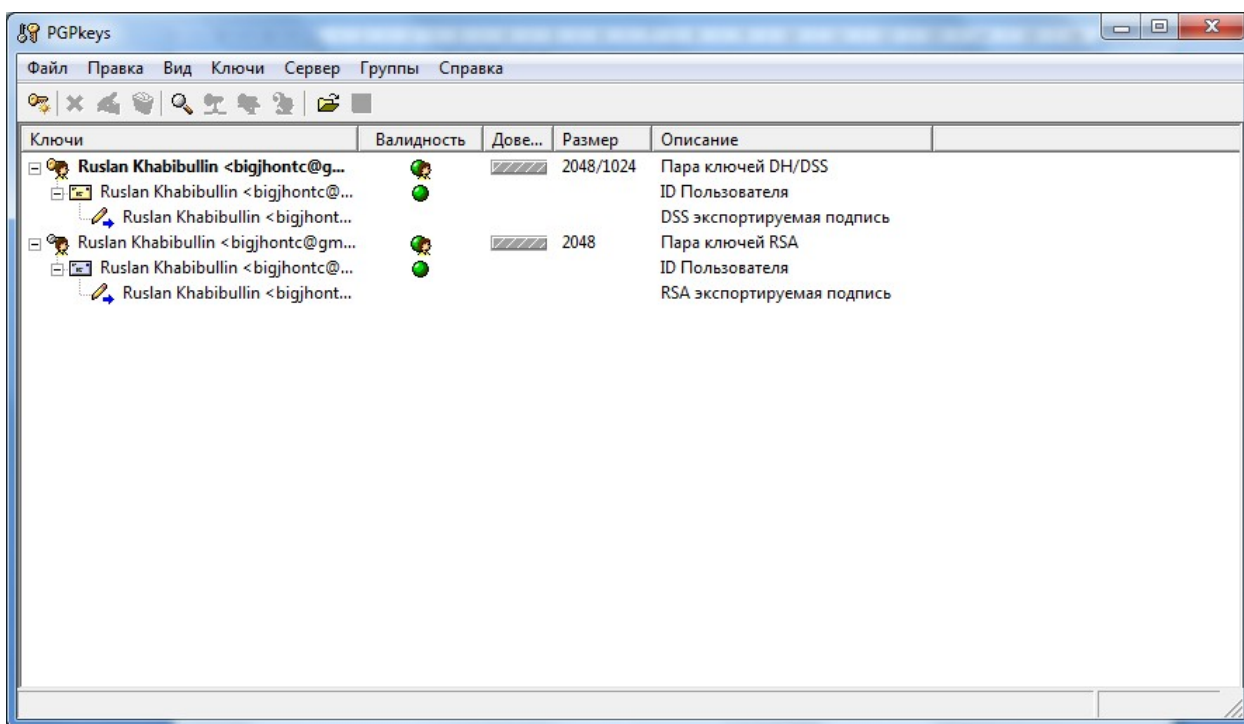 PGPkeys
Файл Правка Вид Ключи Сервер Группы Справка
Ключи Валидность Дове... Размер Описание
Ruslan Khabibullin <bigjhontc@g... 2048/1024 Пара ключей DH/DSS
Ruslan Khabibullin <bigjhontc@... ID Пользователя
Ruslan Khabibullin <bigjhont... DSS экспортируемая подпись
Ruslan Khabibullin <bigjhontc@gm... 2048 Пара ключей RSA
Ruslan Khabibullin <bigjhontc@... ID Пользователя
Ruslan Khabibullin <bigjhont... RSA экспортируемая подпись